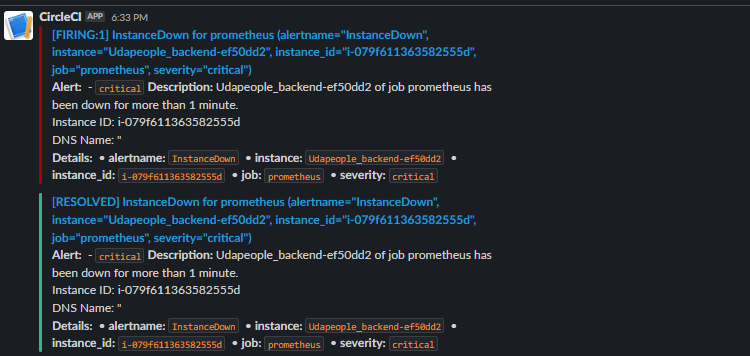 CircleCI APP 6:33 PM
[FIRING:1] InstanceDown for prometheus (alertname="InstanceDown",
instance="Udapeople_backend-ef50dd2", instance_id="i-079f611363582555d",
job="prometheus", severity="critical")
Alert: - critical Description: Udapeople_backend-ef50dd2 of job prometheus has
been down for more than 1 minute.
Instance ID: i-079f611363582555d
DNS Name: "
Details: • alertname: InstanceDown • instance: Udapeople_backend-ef50dd2 •
instance_id: i-079f611363582555d • job: prometheus • severity: critical
[RESOLVED] InstanceDown for prometheus (alertname="InstanceDown",
instance="Udapeople_backend-ef50dd2", instance_id="i-079f611363582555d",
job="prometheus", severity="critical")
Alert: - critical Description: Udapeople_backend-ef50dd2 of job prometheus has
been down for more than 1 minute.
Instance ID: i-079f611363582555d
DNS Name: "
Details: • alertname: InstanceDown • instance: Udapeople_backend-ef50dd2 •
instance_id: i-079f611363582555d • job: prometheus • severity: critical